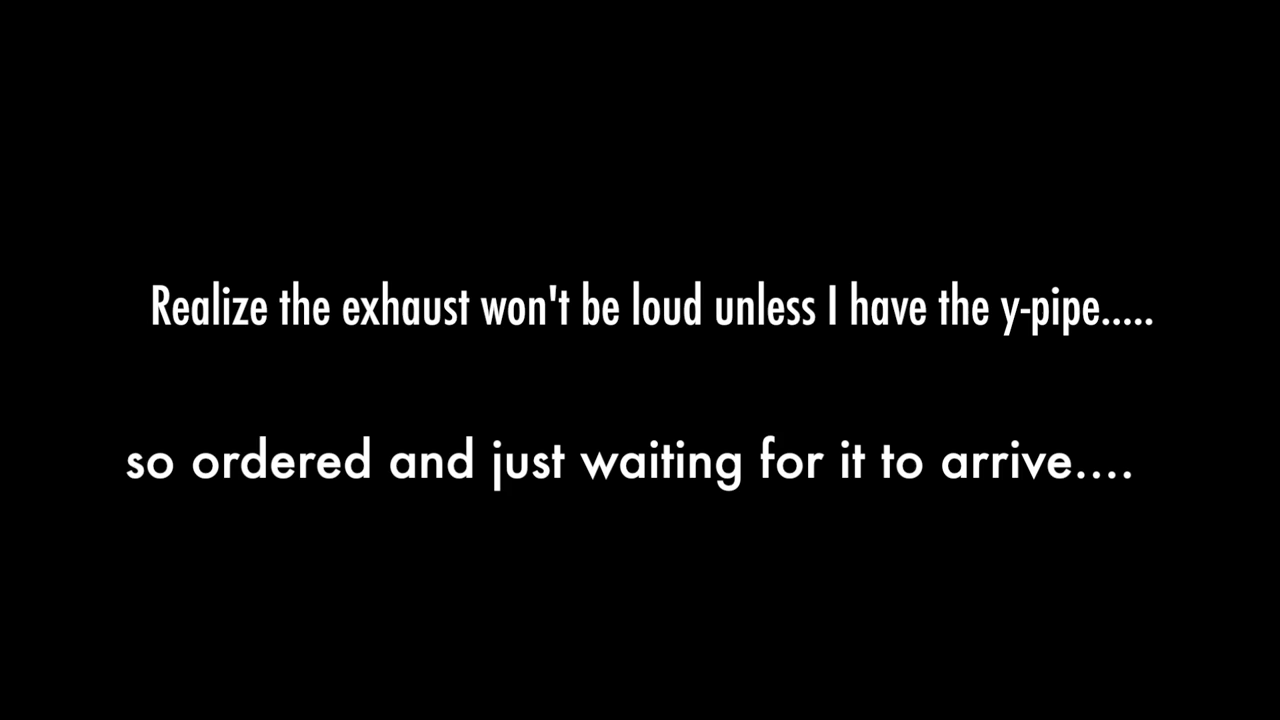 Realize the exhaust won't be loud unless I have the y-pipe.....
so ordered and just waiting for it to arrive....